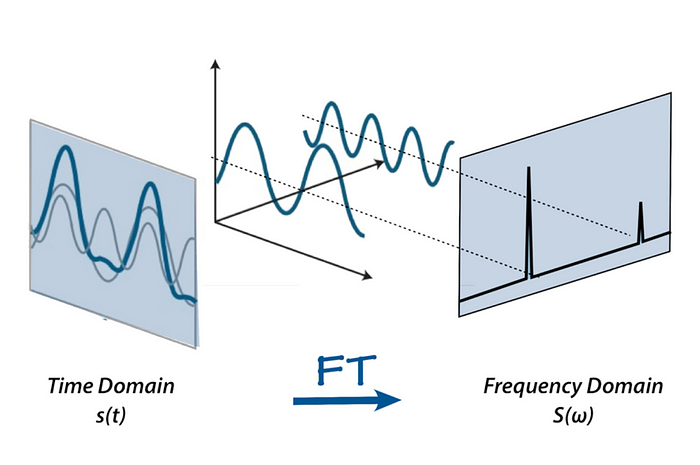 FT
Time Domain
s(t)
Frequency Domain
S(ω)